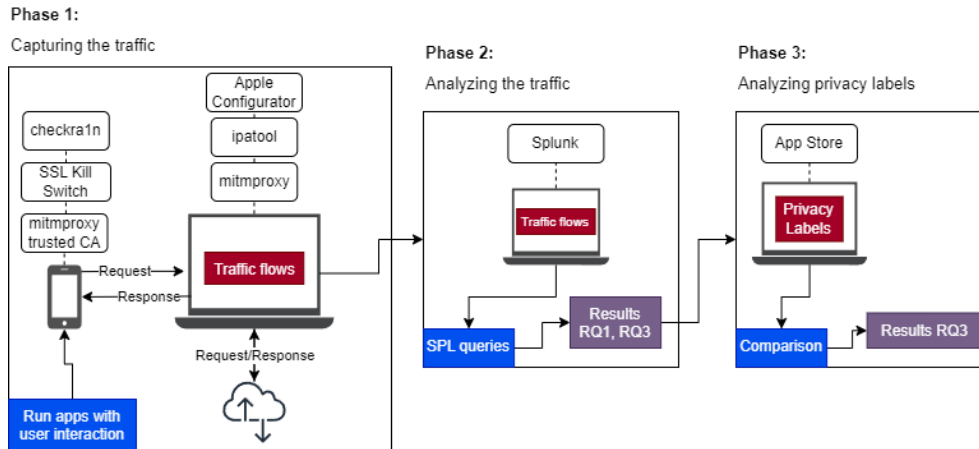 Phase 1:
Capturing the traffic
checkra1n
SSL Kill
Switch
mitmproxy
trusted CA
Apple
Configurator
ipatool
mitmproxy
Traffic flows
Request
Response
Request/Response
Run apps with
user interaction
Phase 2:
Analyzing the traffic
Splunk
Traffic flows
SPL queries
Results
RQ1, RQ3
Phase 3:
Analyzing privacy labels
App Store
Privacy
Labels
Comparison
Results RQ3